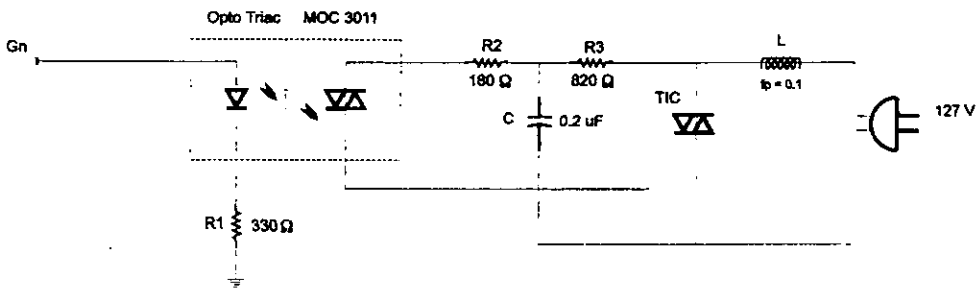 Opto Triac MOC 3011
Gn
R2
180 Ω
R3
820 Ω
L
fp = 0.1
C
0.2 uF
TIC
127 V
R1
330 Ω